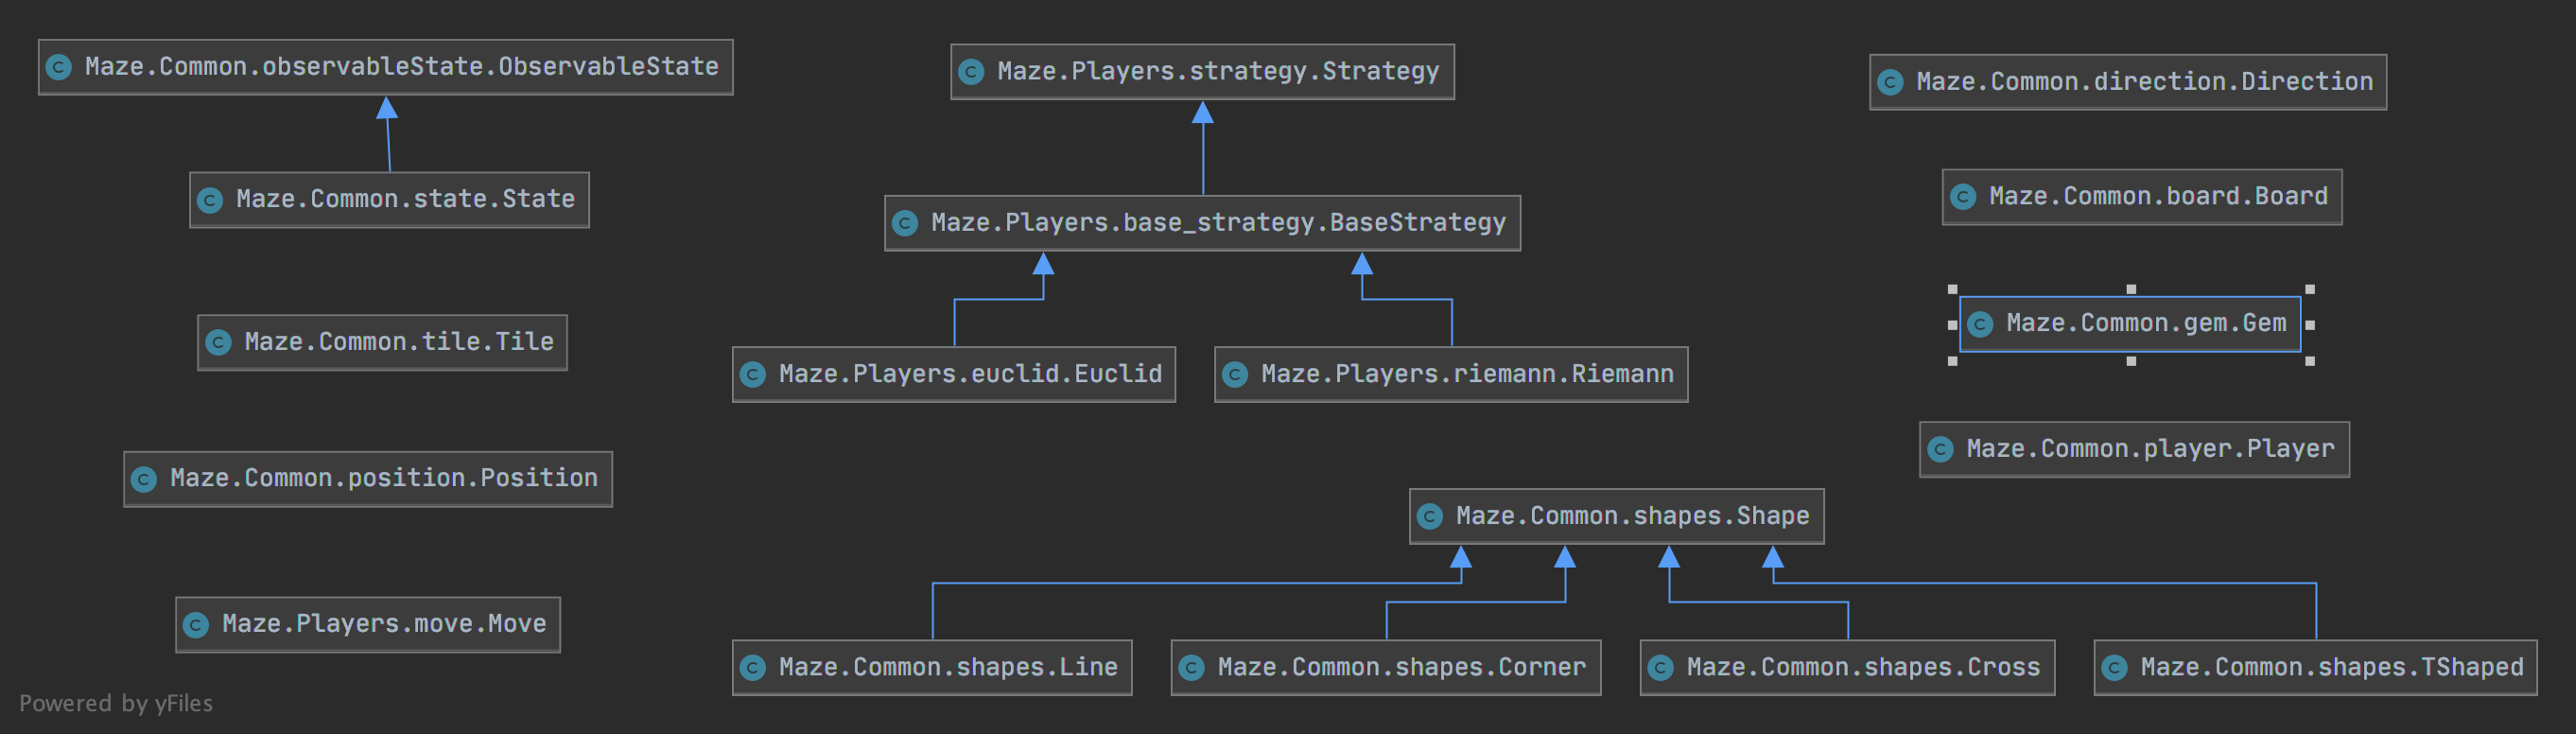 Maze.Common.observableState.ObservableState
Maze.Players.strategy.Strategy
Maze.Common.direction.Direction
Maze.Common.state.State
Maze.Players.base_strategy.BaseStrategy
Maze.Common.board.Board
Maze.Common.tile.Tile
Maze.Players.euclid.Euclid
Maze.Players.riemann.Riemann
Maze.Common.gem.Gem
Maze.Common.position.Position
Maze.Common.player.Player
Maze.Common.shapes.Shape
Maze.Players.move.Move
Maze.Common.shapes.Line
Maze.Common.shapes.Corner
Maze.Common.shapes.Cross
Maze.Common.shapes.TShaped
Powered by yFiles